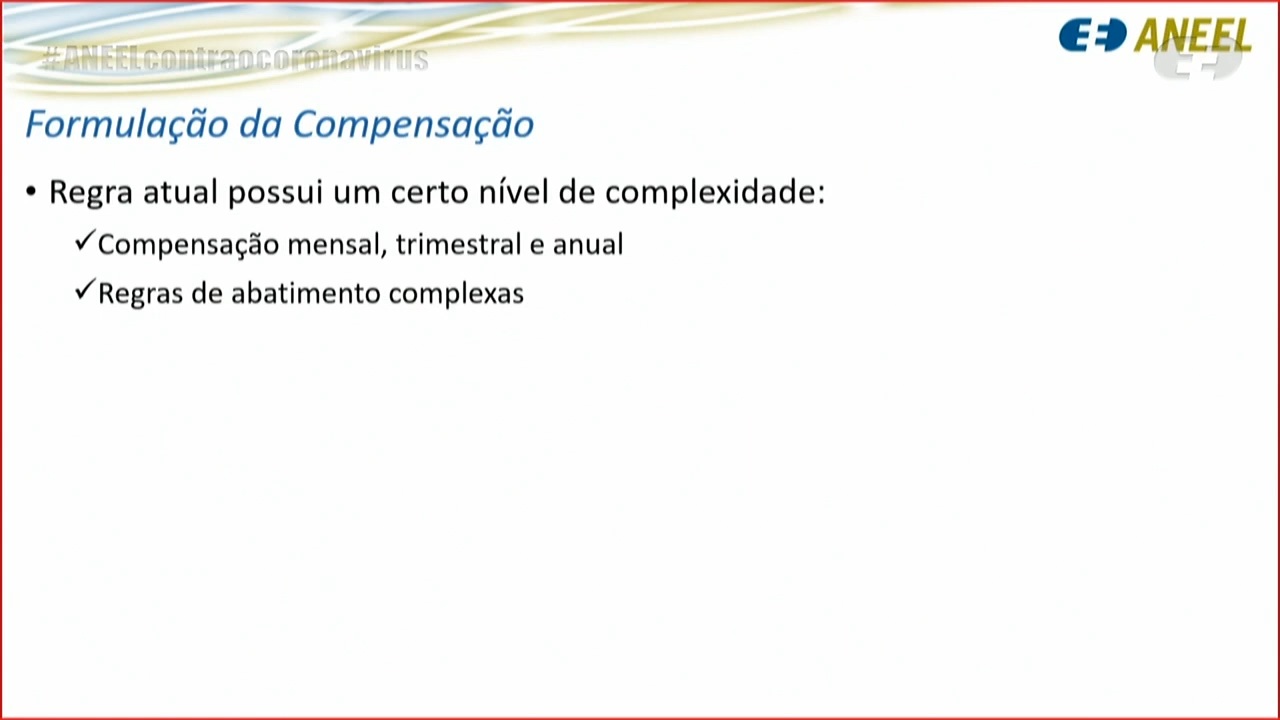 #ANEELcontraocoronavirus
ANEEL
Formulação da Compensação
• Regra atual possui um certo nível de complexidade:
✓Compensação mensal, trimestral e anual
✓Regras de abatimento complexas